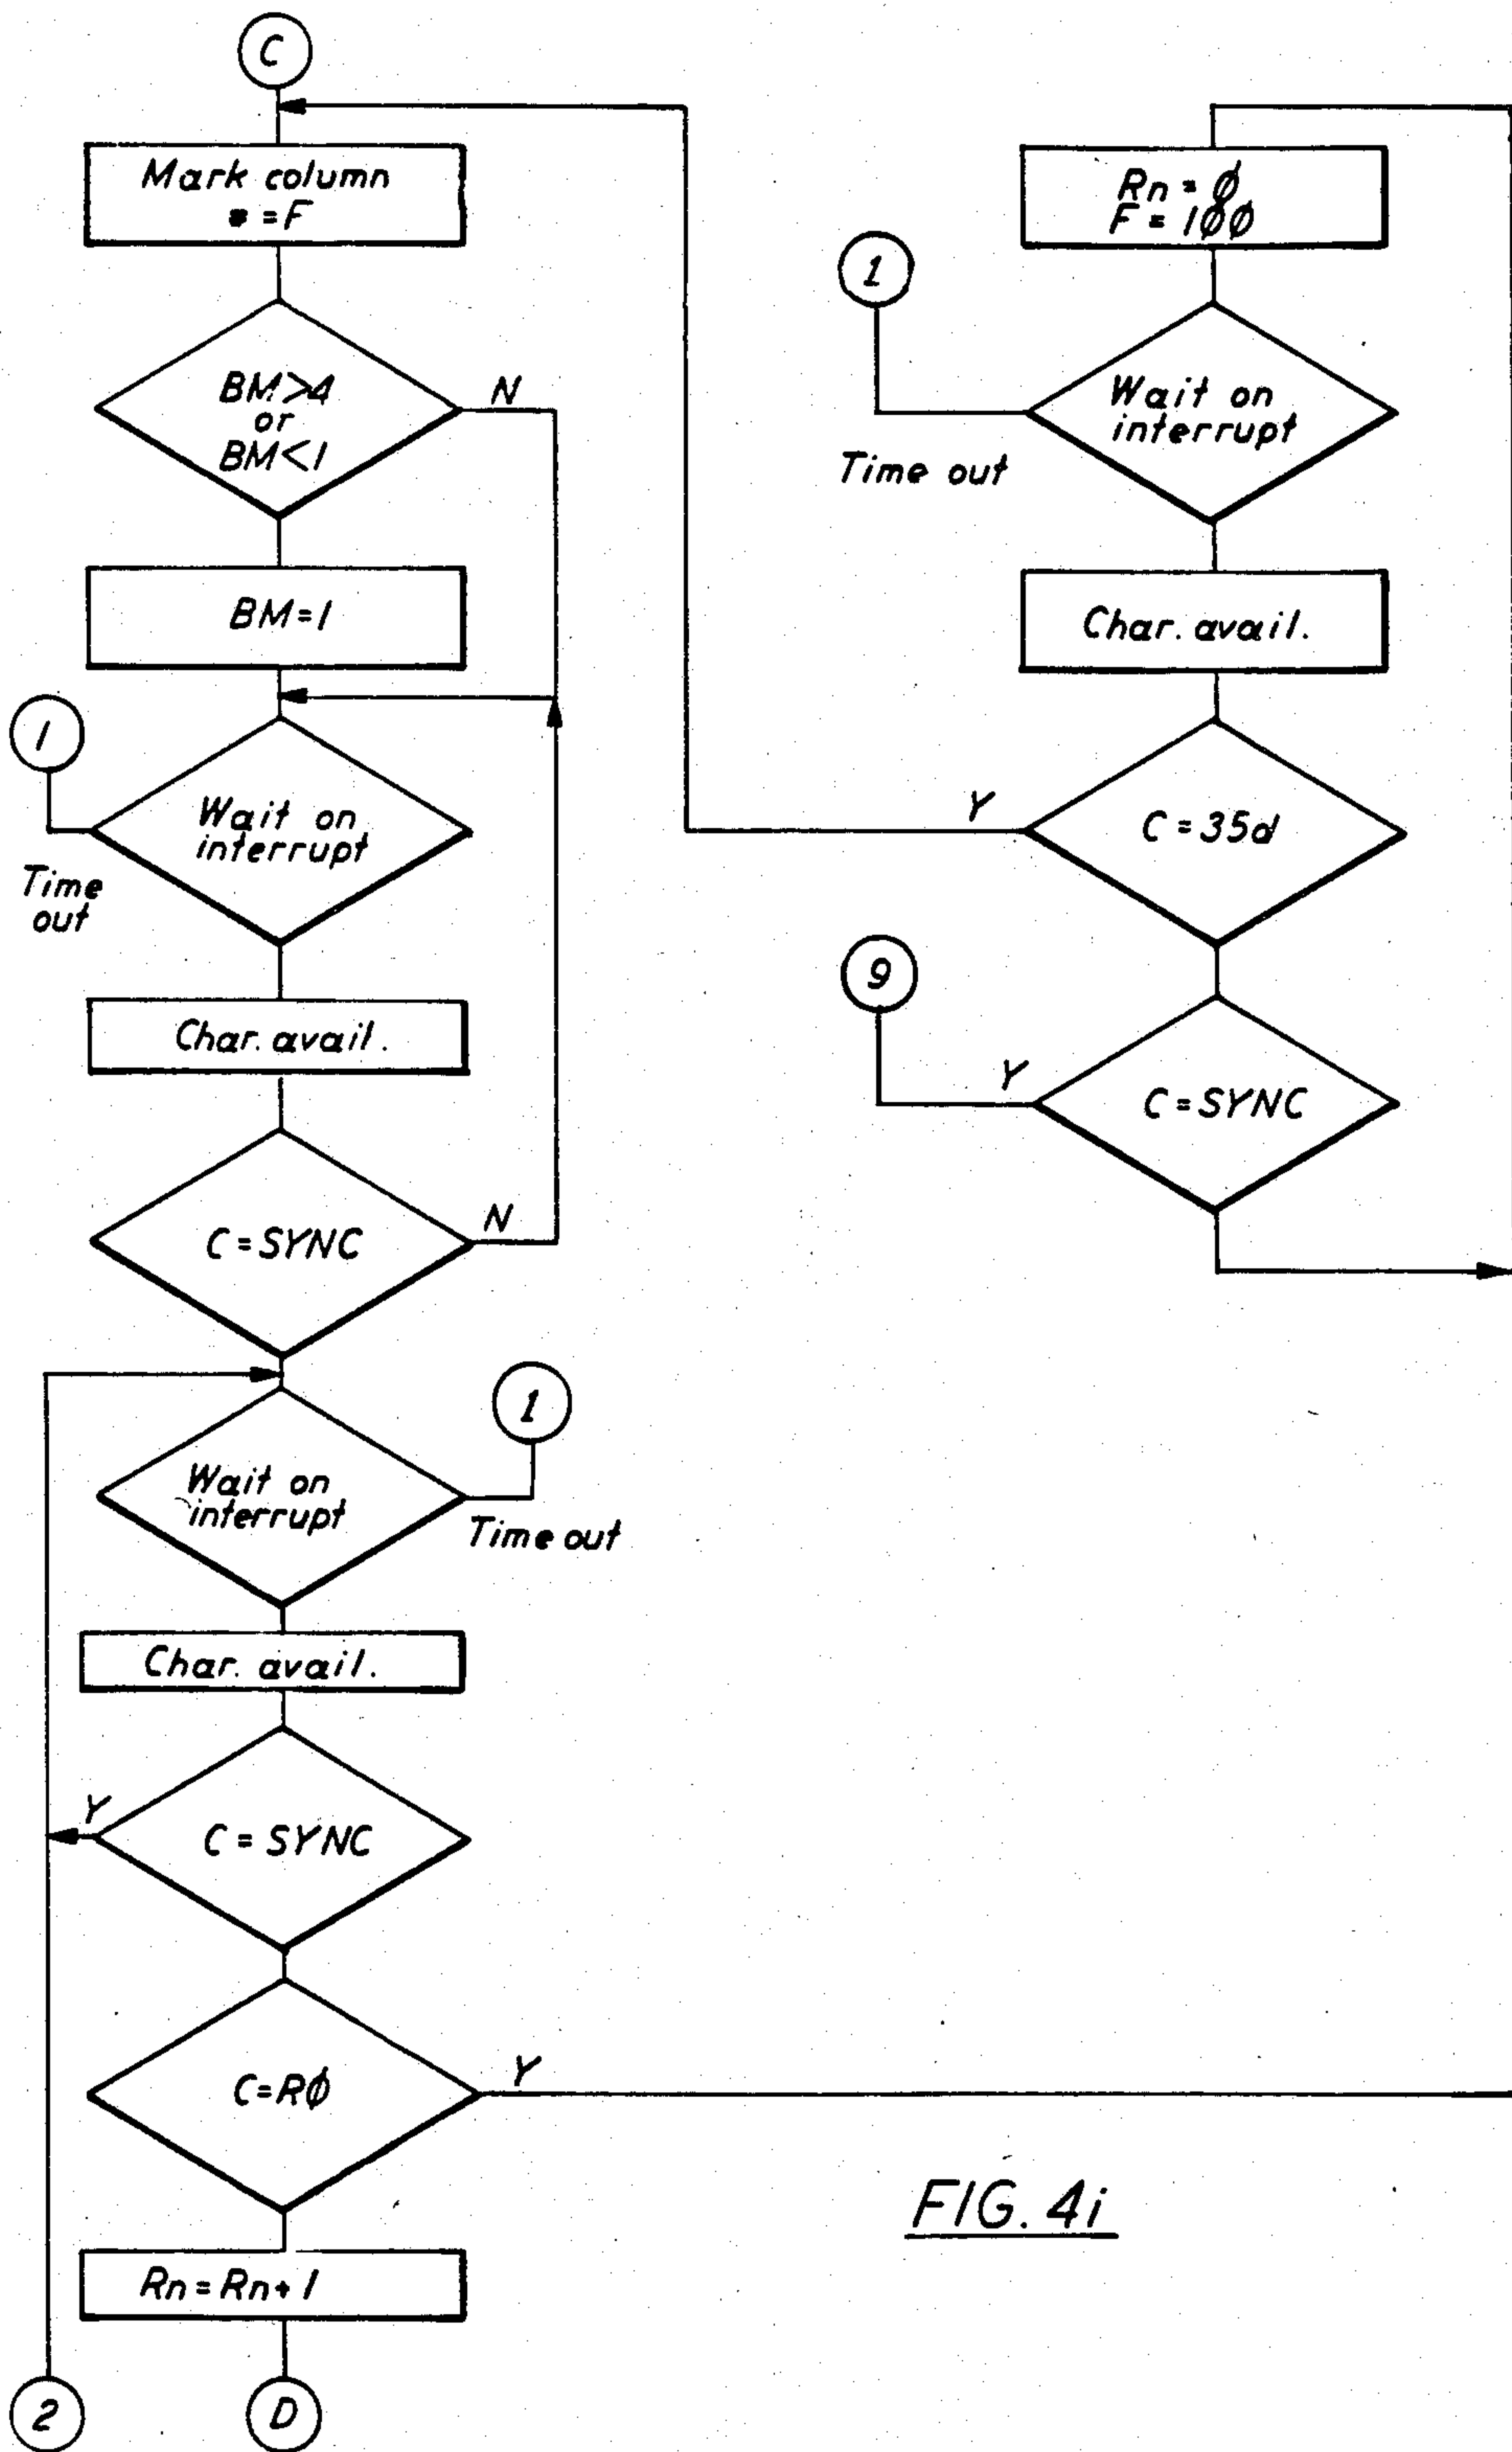 C
Mark column
* = F
BM>4
or
BM<1
N
BM=1
1
Wait on
interrupt
Time
out
Char. avail.
C = SYNC
N
1
Wait on
interrupt
Time out
Char. avail.
Y
C = SYNC
C=RØ
Y
Rn = Rn+1
2
D
Rn = Ø
F = 1ØØ
1
Wait on
interrupt
Time out
Char. avail.
Y
C = 35d
9
Y
C = SYNC
FIG. 4i